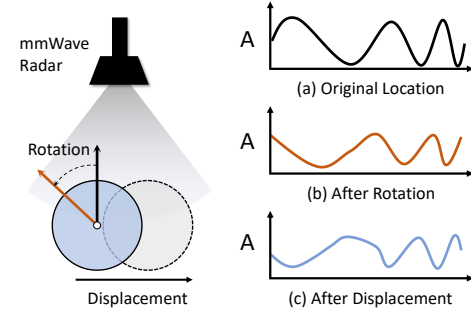 mmWave
Radar
Rotation
Displacement
A
(a) Original Location
A
(b) After Rotation
A
(c) After Displacement